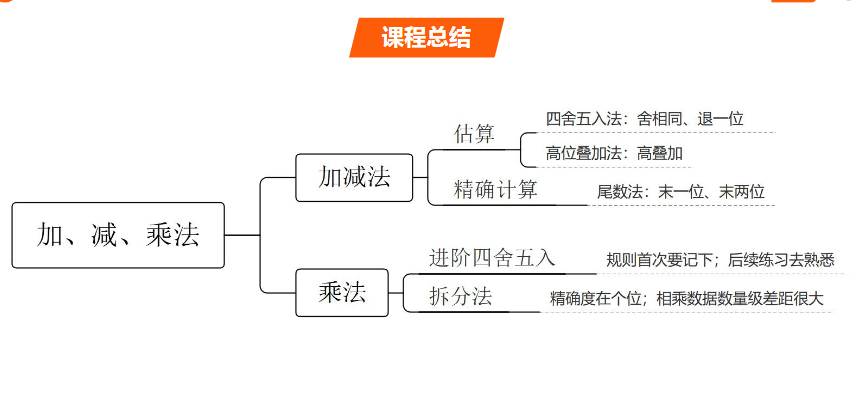 课程总结
加、减、乘法
加减法
估算
四舍五入法：舍相同、退一位
高位叠加法：高叠加
精确计算
尾数法：末一位、末两位
乘法
进阶四舍五入
规则首次要记下；后续练习去熟悉
拆分法
精确度在个位；相乘数据数量级差距很大